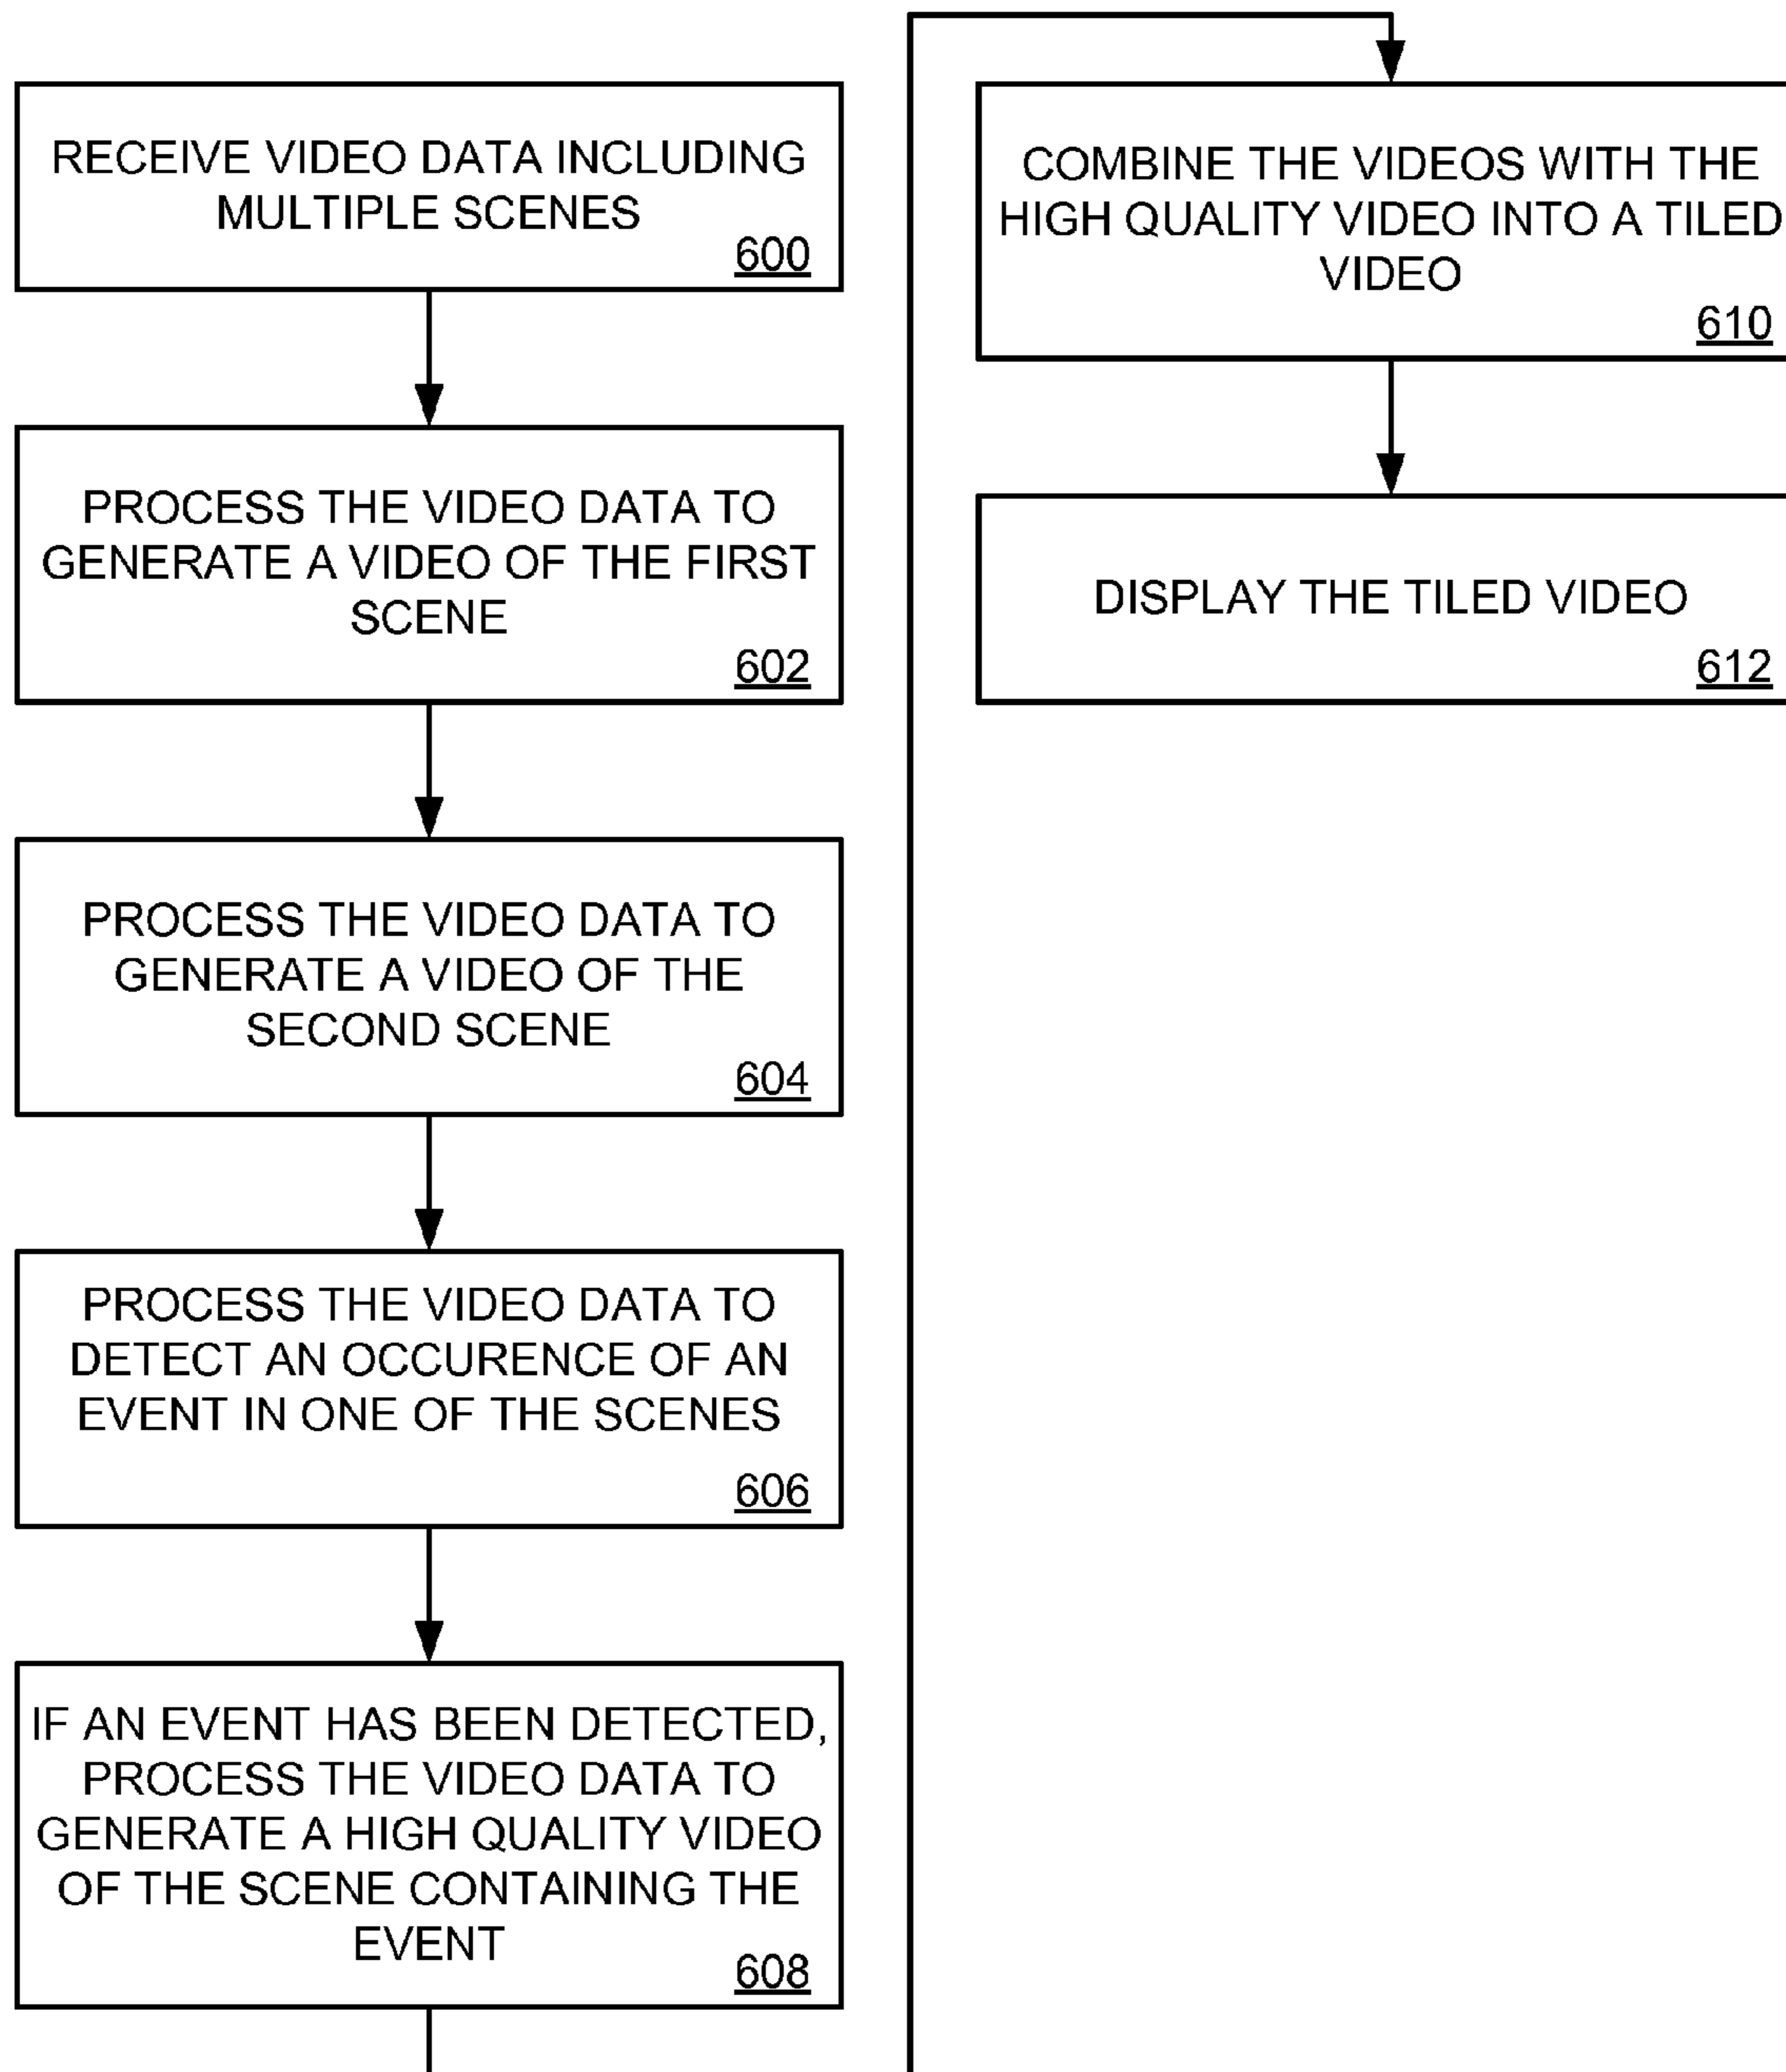 RECEIVE VIDEO DATA INCLUDING
MULTIPLE SCENES
600
PROCESS THE VIDEO DATA TO
GENERATE A VIDEO OF THE FIRST
SCENE
602
PROCESS THE VIDEO DATA TO
GENERATE A VIDEO OF THE
SECOND SCENE
604
PROCESS THE VIDEO DATA TO
DETECT AN OCCURENCE OF AN
EVENT IN ONE OF THE SCENES
606
IF AN EVENT HAS BEEN DETECTED,
PROCESS THE VIDEO DATA TO
GENERATE A HIGH QUALITY VIDEO
OF THE SCENE CONTAINING THE
EVENT
608
COMBINE THE VIDEOS WITH THE
HIGH QUALITY VIDEO INTO A TILED
VIDEO
610
DISPLAY THE TILED VIDEO
612